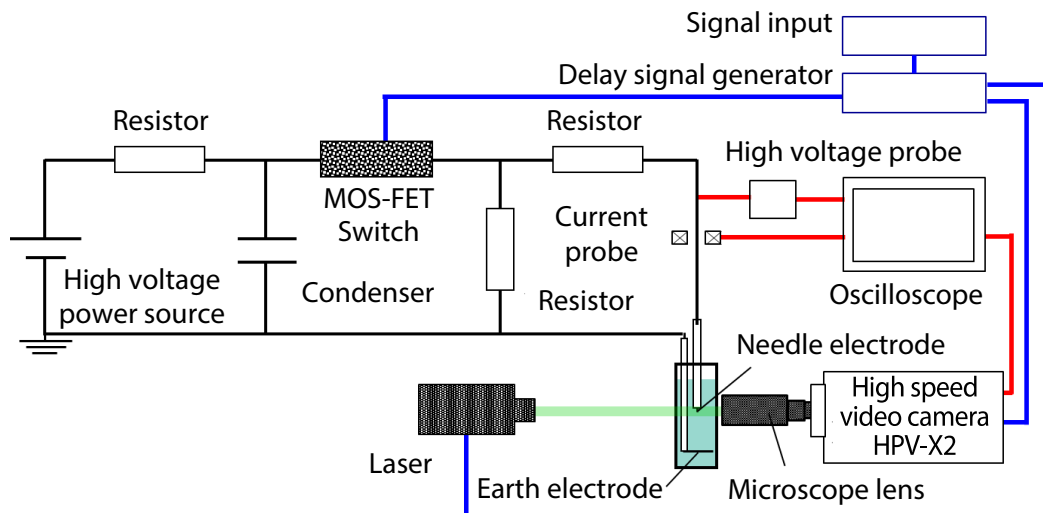 Signal input
Delay signal generator
Resistor
Resistor
High voltage probe
MOS-FET
Switch
Current
probe
High voltage
power source
Condenser
Resistor
Oscilloscope
Needle electrode
High speed
video camera
HPV-X2
Laser
Earth electrode
Microscope lens